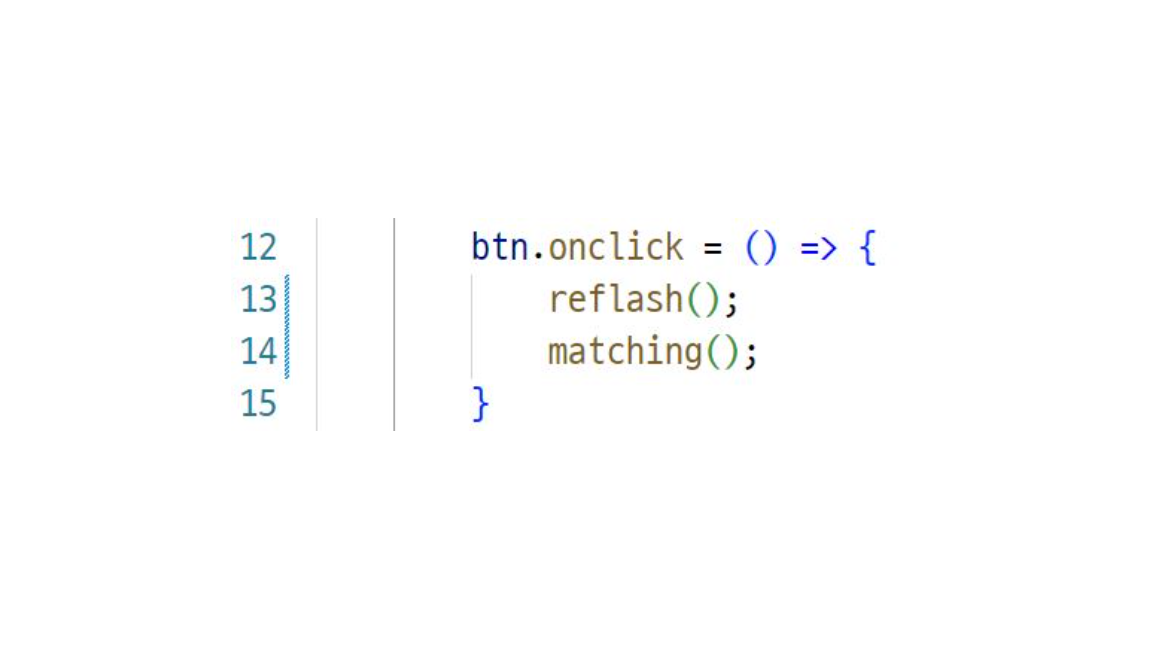 12 btn.onclick = () => {
13 reflash();
14 matching();
15 }